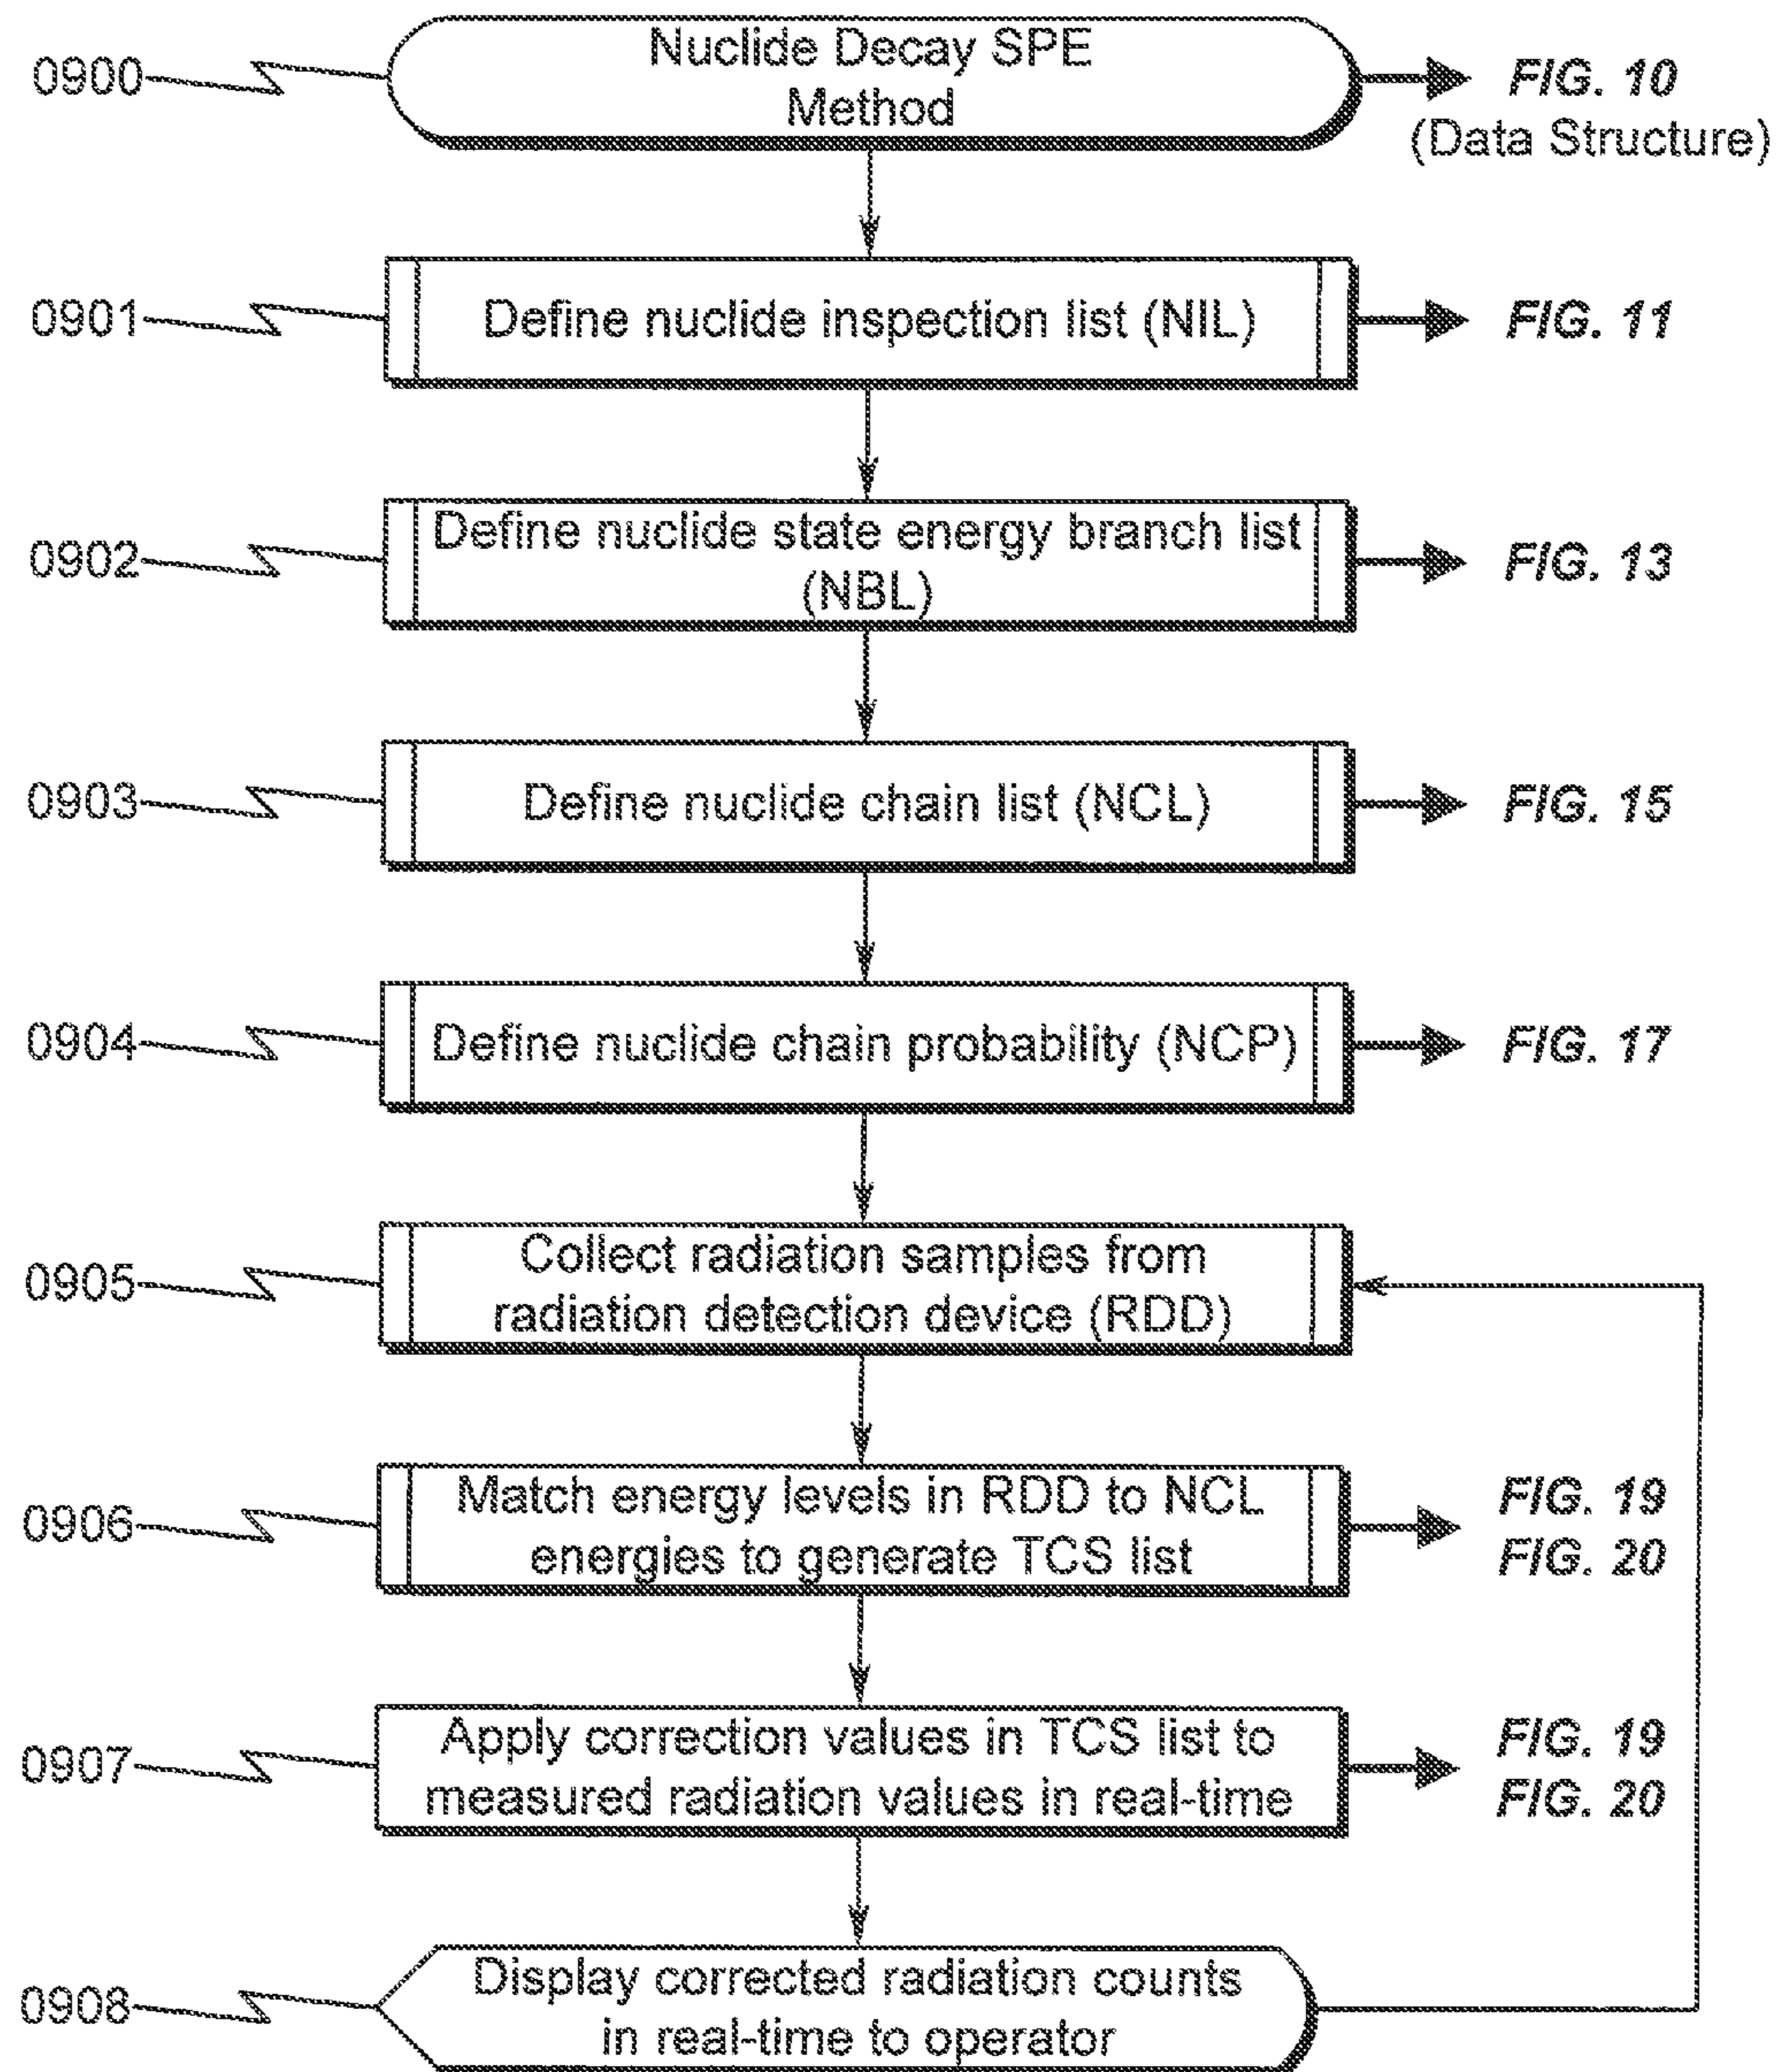 0900
Nuclide Decay SPE
Method
FIG. 10
(Data Structure)
0901
Define nuclide inspection list (NIL)
FIG. 11
0902
Define nuclide state energy branch list
(NBL)
FIG. 13
0903
Define nuclide chain list (NCL)
FIG. 15
0904
Define nuclide chain probability (NCP)
FIG. 17
0905
Collect radiation samples from
radiation detection device (RDD)
0906
Match energy levels in RDD to NCL
energies to generate TCS list
FIG. 19
FIG. 20
0907
Apply correction values in TCS list to
measured radiation values in real-time
FIG. 19
FIG. 20
0908
Display corrected radiation counts
in real-time to operator